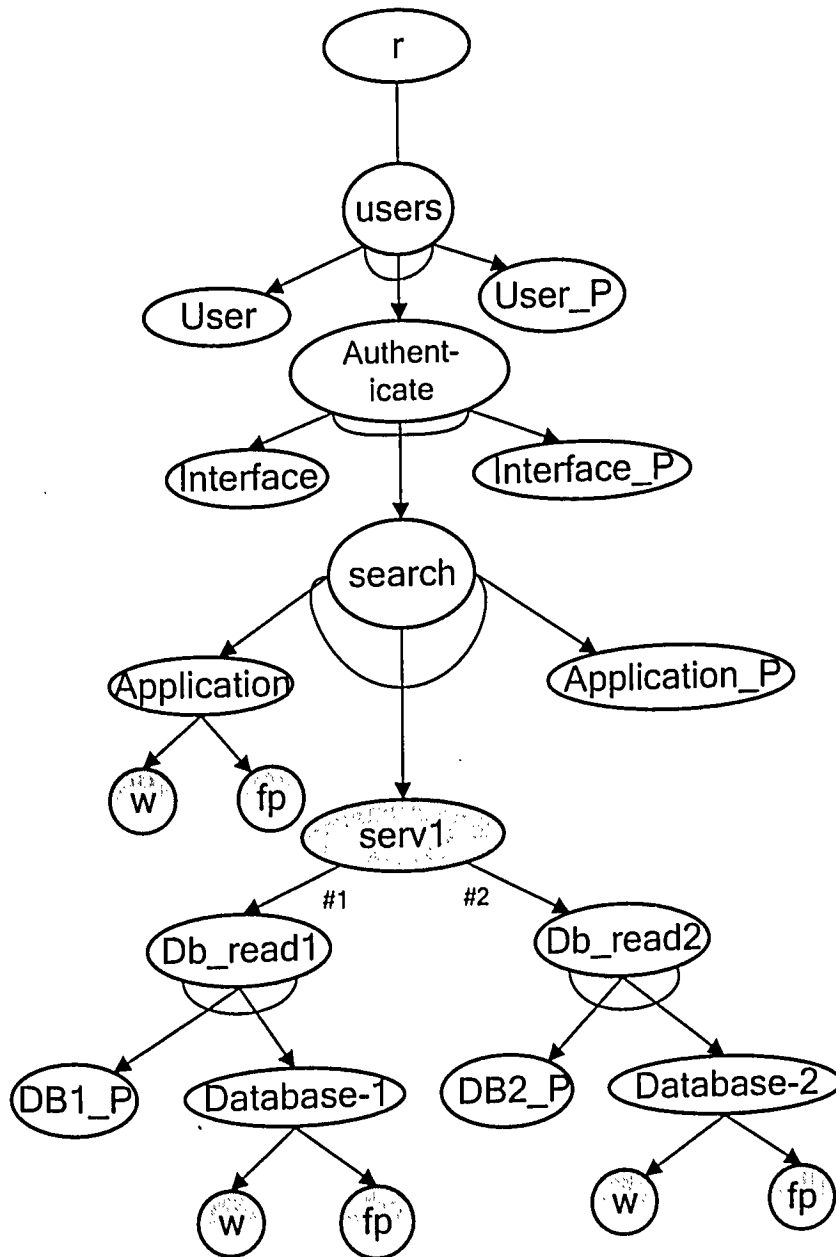 r
users
User
User_P
Authent-
icate
Interface
Interface_P
search
Application
Application_P
w
fp
serv1
#1
#2
Db_read1
Db_read2
DB1_P
Database-1
DB2_P
Database-2
w
fp
w
fp